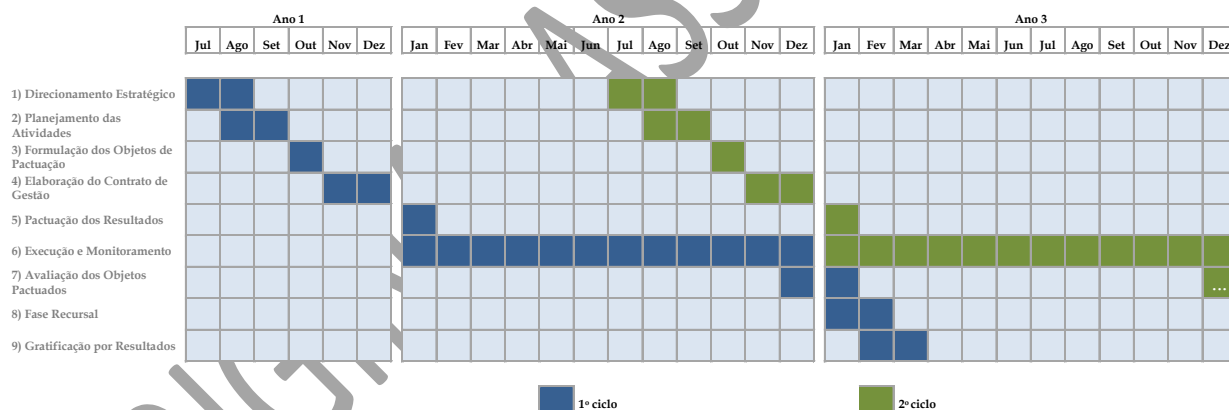 Ano 1 Ano 2 Ano 3
Jul Ago Set Out Nov Dez Jan Fev Mar Abr Mai Jun Jul Ago Set Out Nov Dez Jan Fev Mar Abr Mai Jun Jul Ago Set Out Nov Dez
1) Direcionamento Estratégico
2) Planejamento das
Atividades
3) Formulação dos Objetos de
Pactuação
4) Elaboração do Contrato de
Gestão
5) Pactuação dos Resultados
6) Execução e Monitoramento
7) Avaliação dos Objetos
Pactuados
...
8) Fase Recursal
9) Gratificação por Resultados
1º ciclo 2º ciclo